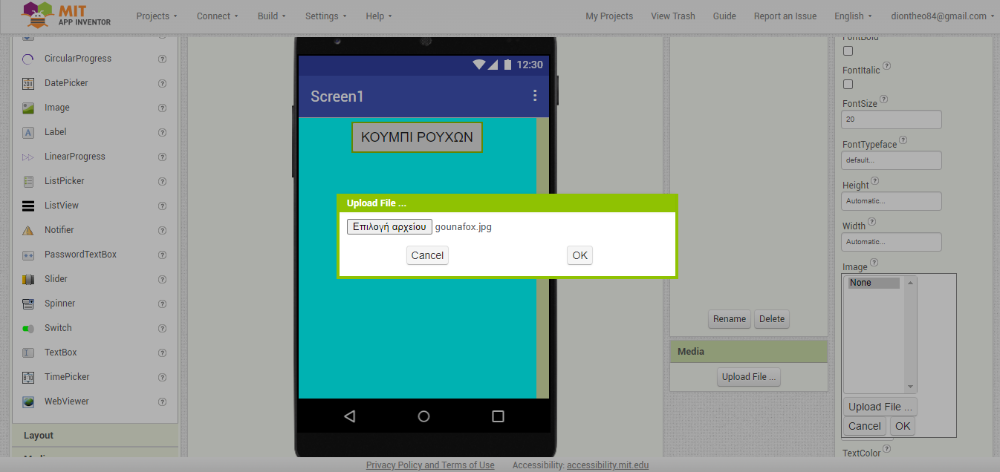 MIT
APP INVENTOR
Projects
Connect
Build
Settings
Help
My Projects
View Trash
Guide
Report an Issue
English
diontheo84@gmail.com
CircularProgress
DatePicker
Image
Label
LinearProgress
ListPicker
ListView
Notifier
PasswordTextBox
Slider
Spinner
Switch
TextBox
TimePicker
WebViewer
Layout
12:30
Screen1
ΚΟΥΜΠΙ ΡΟΥΧΩΝ
Upload File ...
Επιλογή αρχείου gounafox.jpg
Cancel OK
Rename Delete
Media
Upload File ...
FontBold
FontItalic
FontSize
20
FontTypeface
default...
Height
Automatic...
Width
Automatic...
Image
None
Upload File ...
Cancel OK
TextColor
Privacy Policy and Terms of Use
Accessibility: accessibility.mit.edu